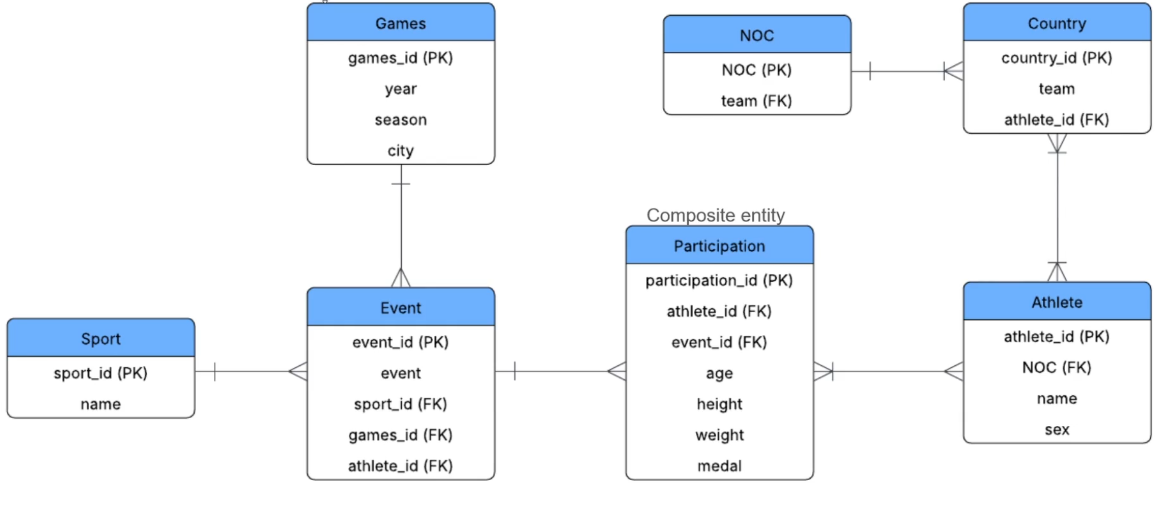 Games
games_id (PK)
year
season
city
NOC
NOC (PK)
team (FK)
Country
country_id (PK)
team
athlete_id (FK)
Sport
sport_id (PK)
name
Event
event_id (PK)
event
sport_id (FK)
games_id (FK)
athlete_id (FK)
Composite entity
Participation
participation_id (PK)
athlete_id (FK)
event_id (FK)
age
height
weight
medal
Athlete
athlete_id (PK)
NOC (FK)
name
sex